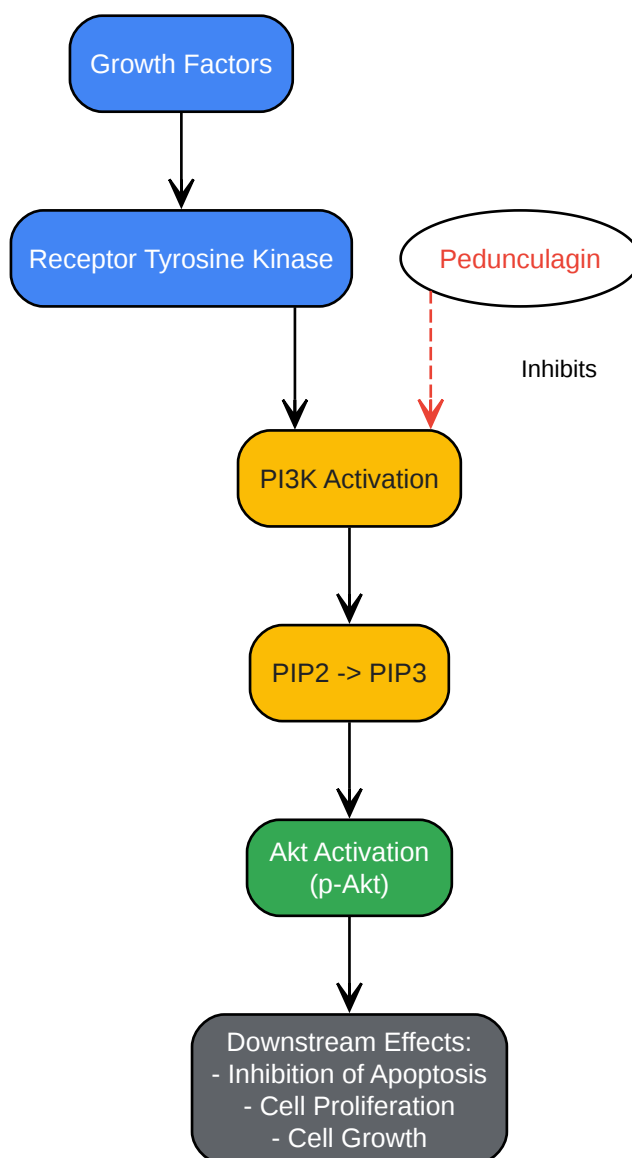 Growth Factors
Receptor Tyrosine Kinase
Pedunculagin
Inhibits
PI3K Activation
PIP2 -> PIP3
Akt Activation
(p-Akt)
Downstream Effects:
- Inhibition of Apoptosis
- Cell Proliferation
- Cell Growth